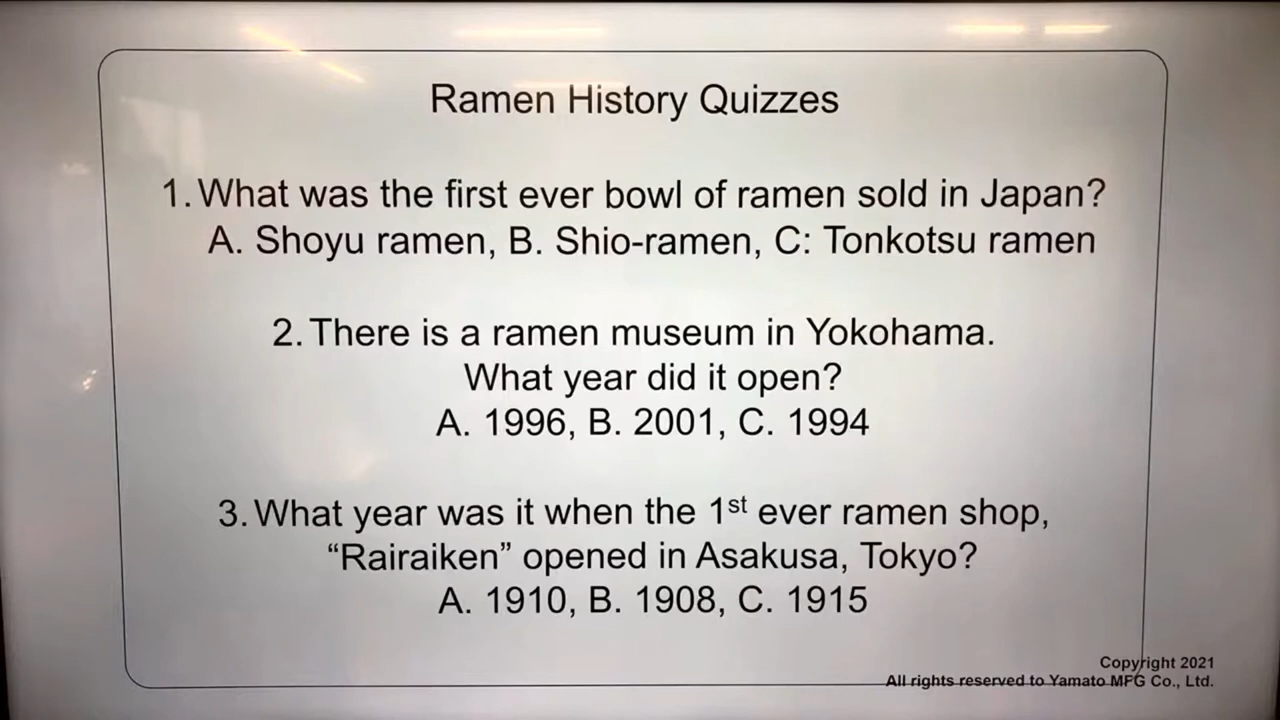 Ramen History Quizzes
1. What was the first ever bowl of ramen sold in Japan?
A. Shoyu ramen, B. Shio-ramen, C: Tonkotsu ramen
2. There is a ramen museum in Yokohama.
What year did it open?
A. 1996, B. 2001, C. 1994
3. What year was it when the 1st ever ramen shop,
“Rairaiken” opened in Asakusa, Tokyo?
A. 1910, B. 1908, C. 1915
Copyright 2021
All rights reserved to Yamato MFG Co., Ltd.